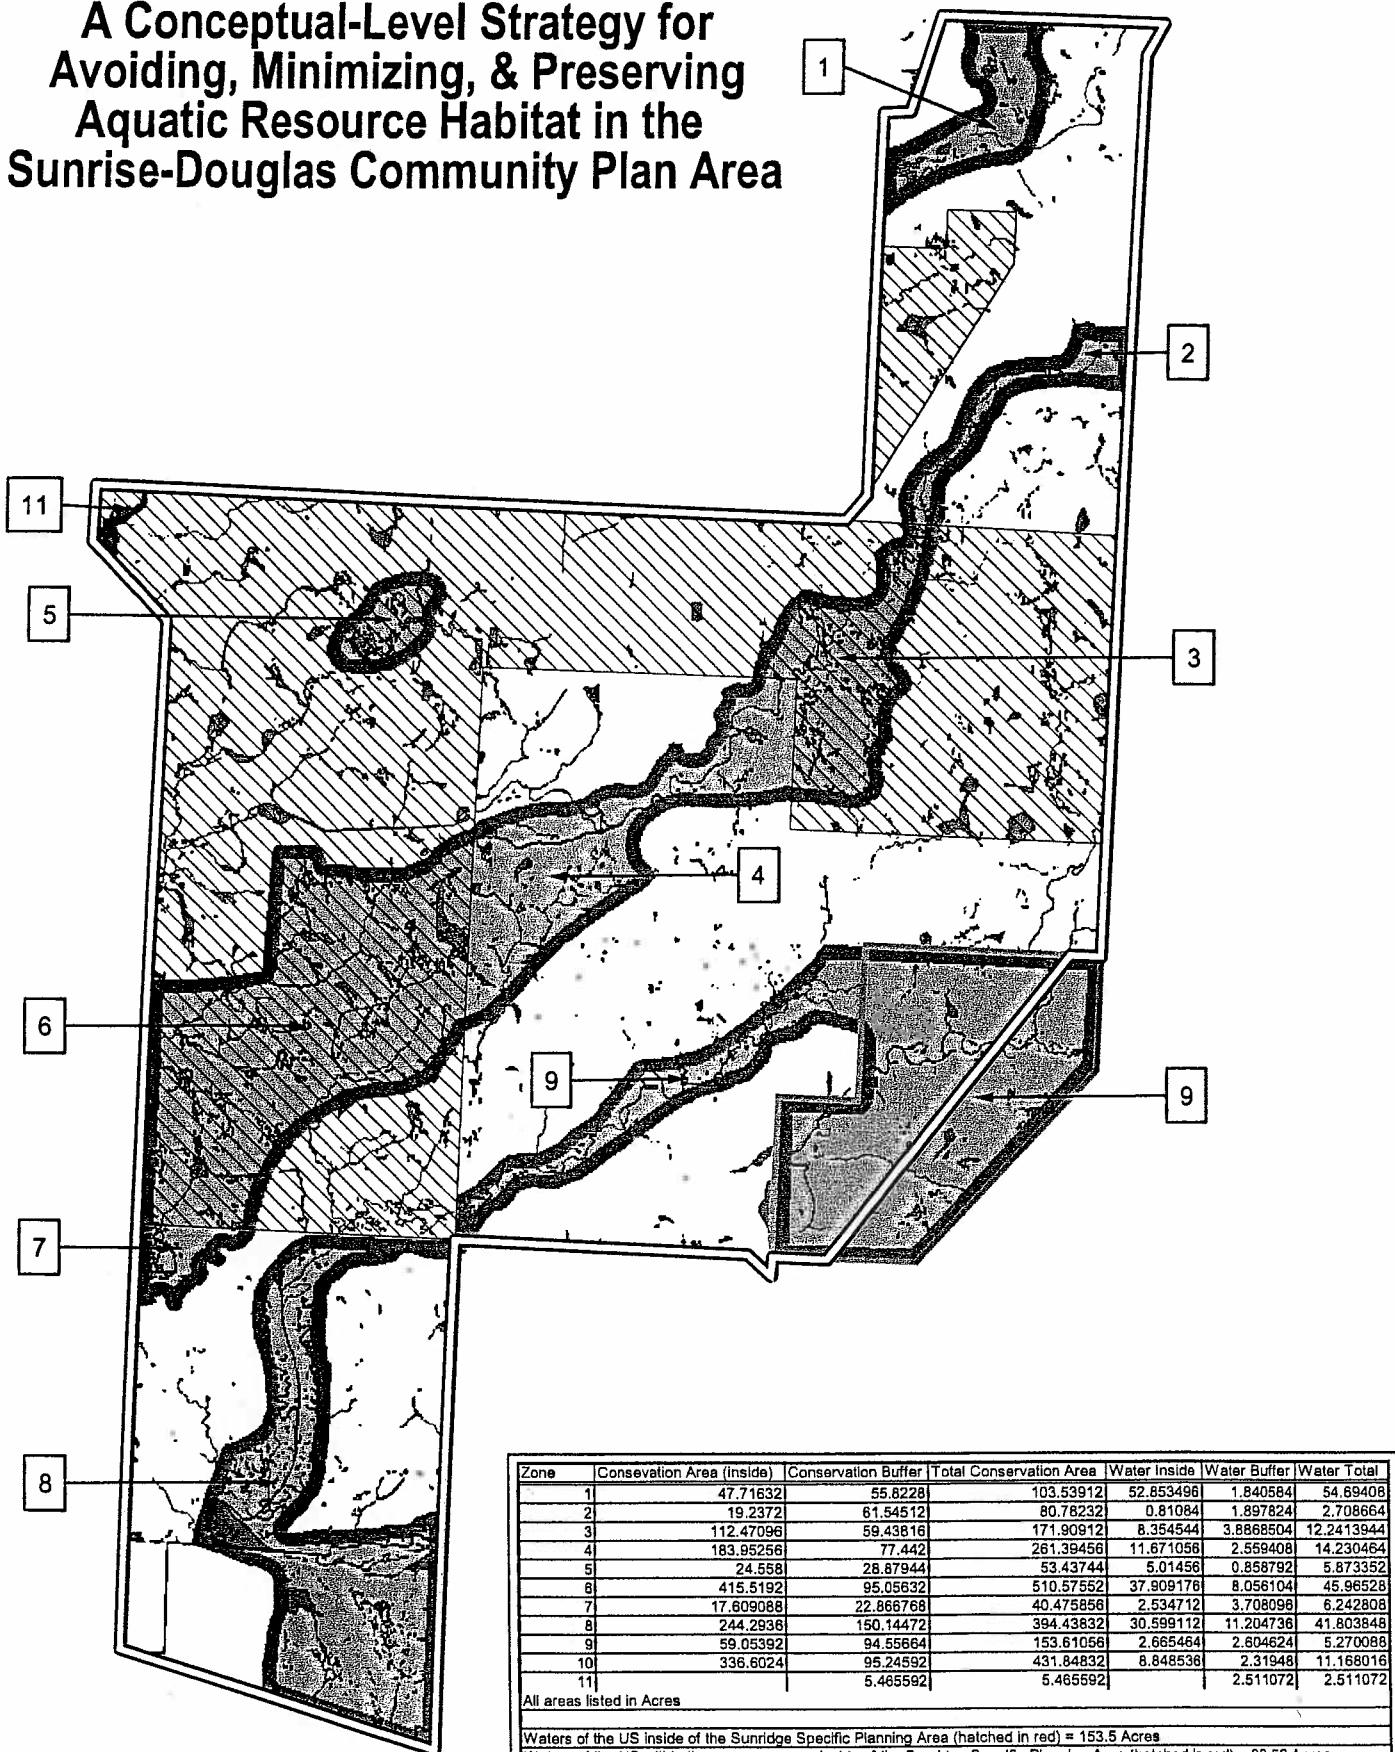 A Conceptual-Level Strategy for
Avoiding, Minimizing, & Preserving
Aquatic Resource Habitat in the
Sunrise-Douglas Community Plan Area
1
2
11
5
3
4
6
9
9
7
8
Zone Consevation Area (inside) Conservation Buffer Total Conservation Area Water Inside Water Buffer Water Total
1 47.71632 55.8228 103.53912 52.853496 1.840584 54.69408
2 19.2372 61.54512 80.78232 0.81084 1.897824 2.708664
3 112.47096 59.43816 171.90912 8.354544 3.8868504 12.2413944
4 183.95256 77.442 261.39456 11.671056 2.559408 14.230464
5 24.558 28.87944 53.43744 5.01456 0.858792 5.873352
6 415.5192 95.05632 510.57552 37.909176 8.056104 45.96528
7 17.609088 22.866768 40.475856 2.534712 3.708096 6.242808
8 244.2936 150.14472 394.43832 30.599112 11.204736 41.803848
9 59.05392 94.55664 153.61056 2.665464 2.604624 5.270088
10 336.6024 95.24592 431.84832 8.848536 2.31948 11.168016
11 5.465592 5.465592 2.511072 2.511072
All areas listed in Acres
Waters of the US inside of the Sunridge Specific Planning Area (hatched in red) = 153.5 Acres